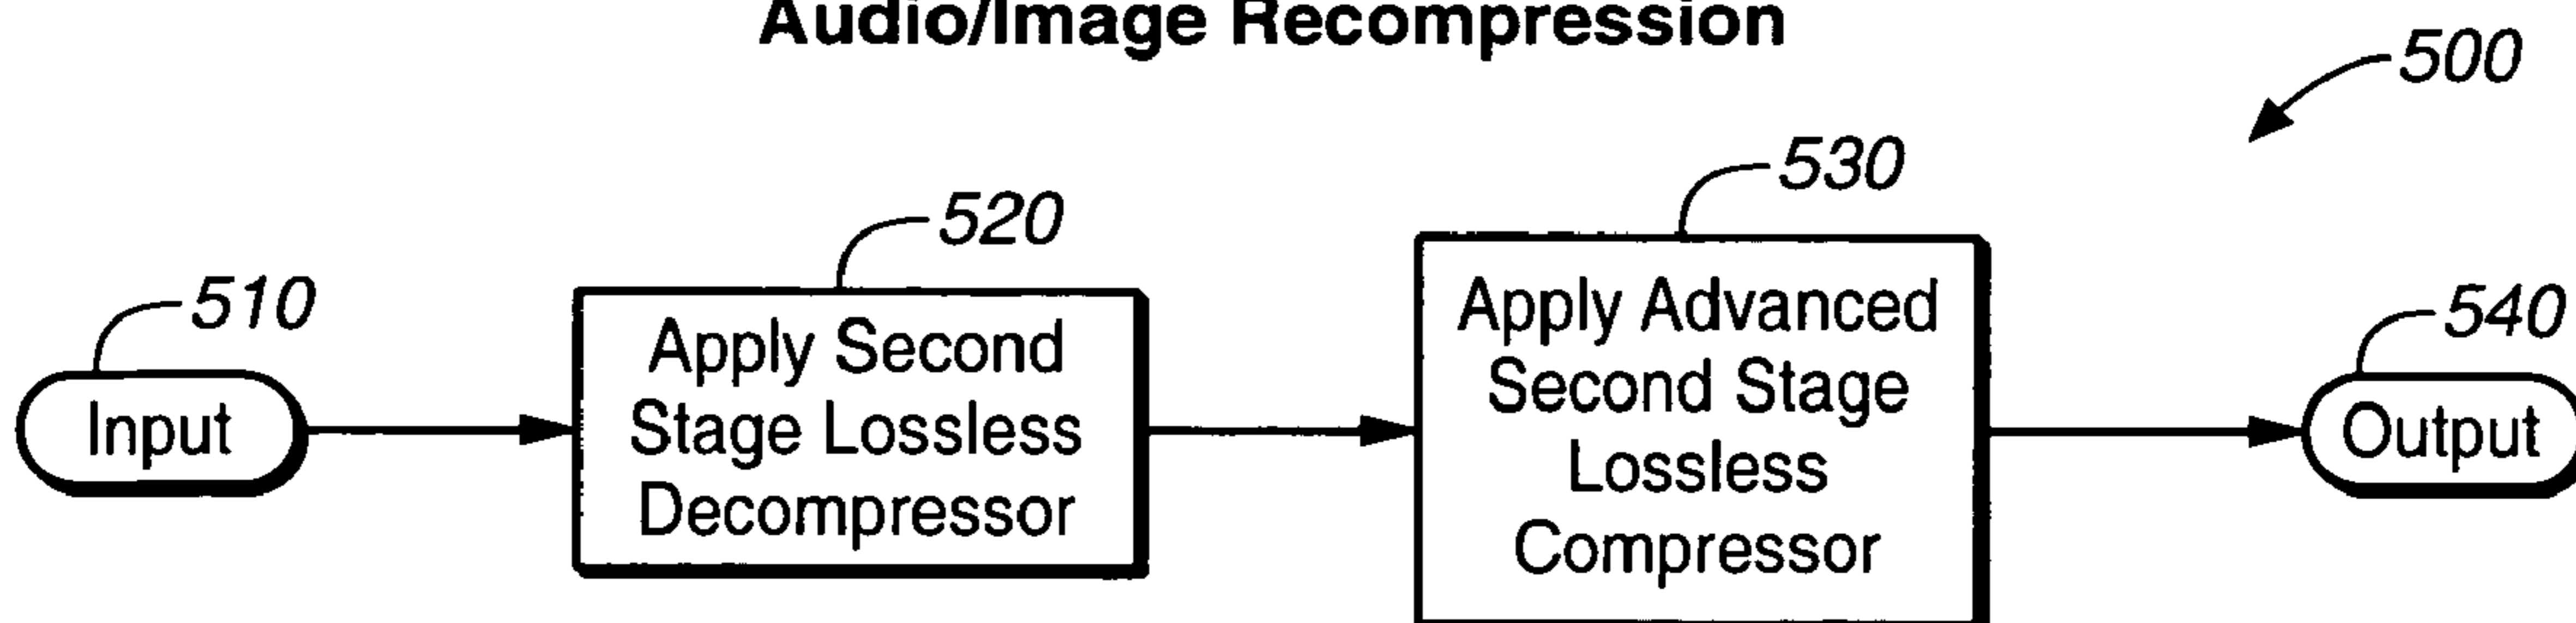 Audio/Image Recompression
500
530
520
510
540
Input
Apply Second
Stage Lossless
Decompressor
Apply Advanced
Second Stage
Lossless
Compressor
Output